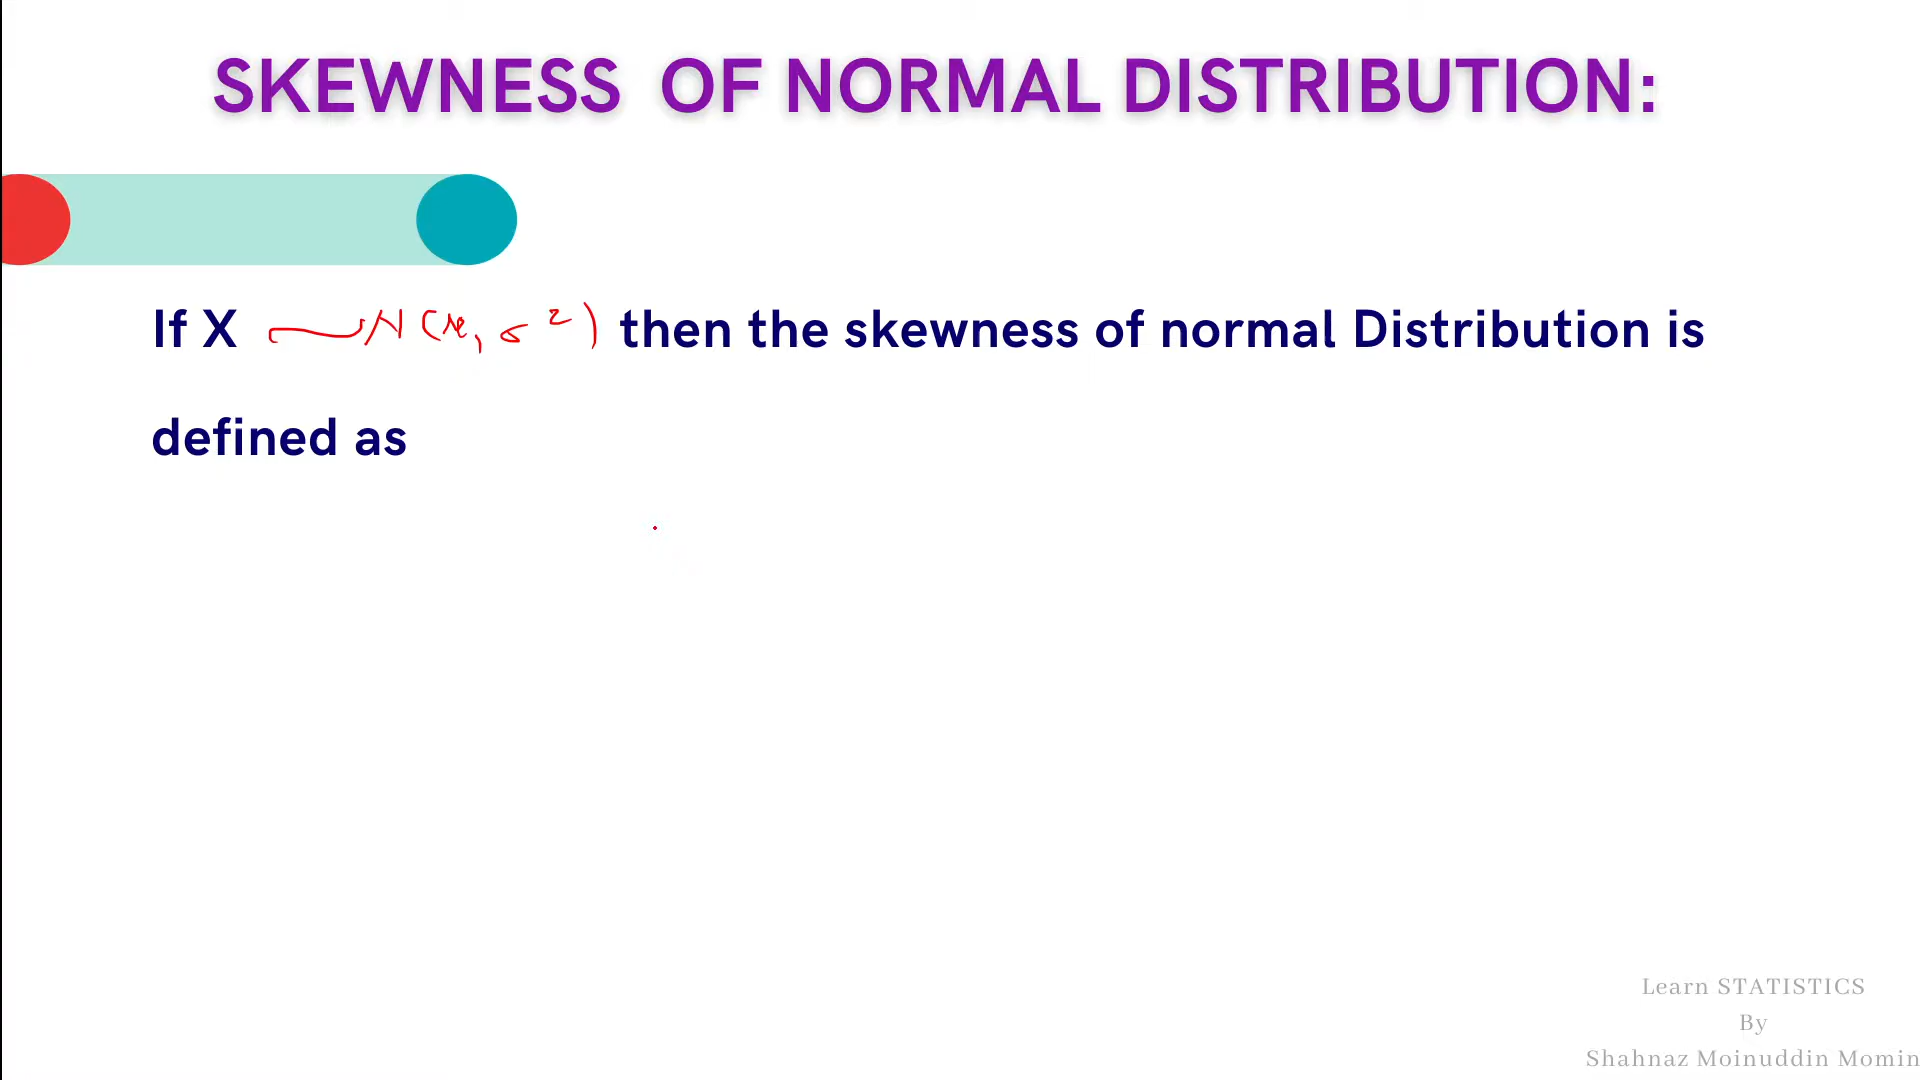 SKEWNESS OF NORMAL DISTRIBUTION:
If X ~ N(μ, σ²) then the skewness of normal Distribution is
defined as
Learn STATISTICS
By
Shahnaz Moinuddin Momin